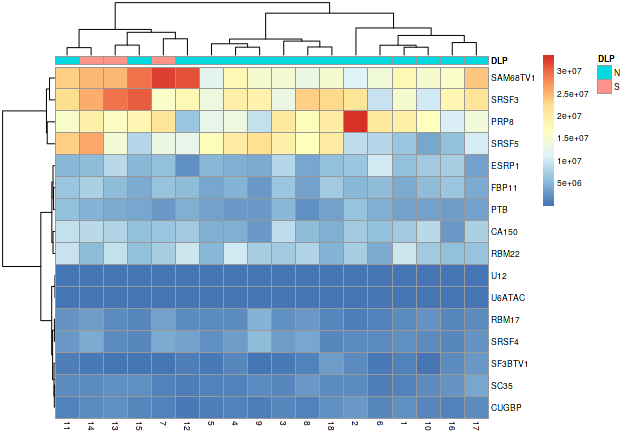 DLP
DLP
N
S
SAM68TV1
SRSF3
PRP8
SRSF5
ESRP1
FBP11
PTB
CA150
RBM22
U12
U6ATAC
RBM17
SRSF4
SF3BTV1
SC35
CUGBP
3e+07
2.5e+07
2e+07
1.5e+07
1e+07
5e+06
11 14 13 15 7 12 5 4 9 3 8 18 2 6 1 10 16 17